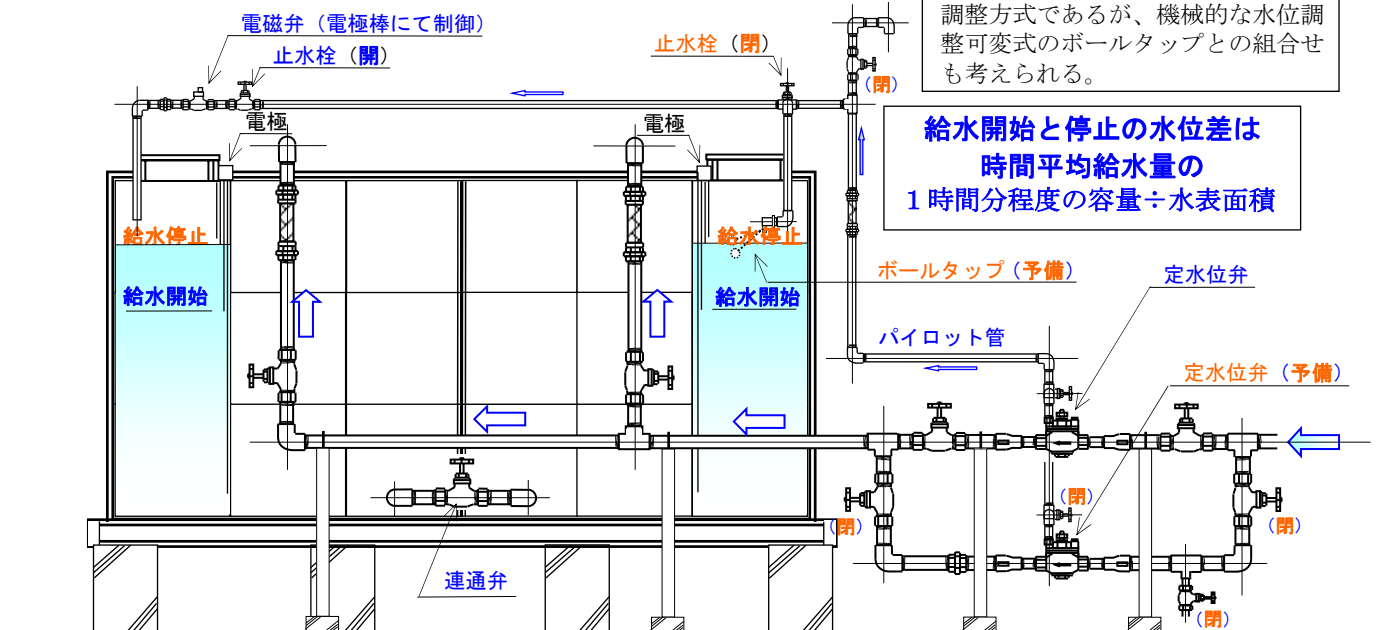 調整方式であるが、機械的な水位調
整可変式のボールタップとの組合せ
も考えられる。
電磁弁（電極棒にて制御）
止水栓（開）
止水栓（閉）
（閉）
給水開始と停止の水位差は
時間平均給水量の
１時間分程度の容量÷水表面積
電極
電極
給水停止
給水停止
給水開始
給水開始
ボールタップ（予備）
定水位弁
パイロット管
定水位弁（予備）
（閉）
（閉）
（閉）
連通弁
（閉）